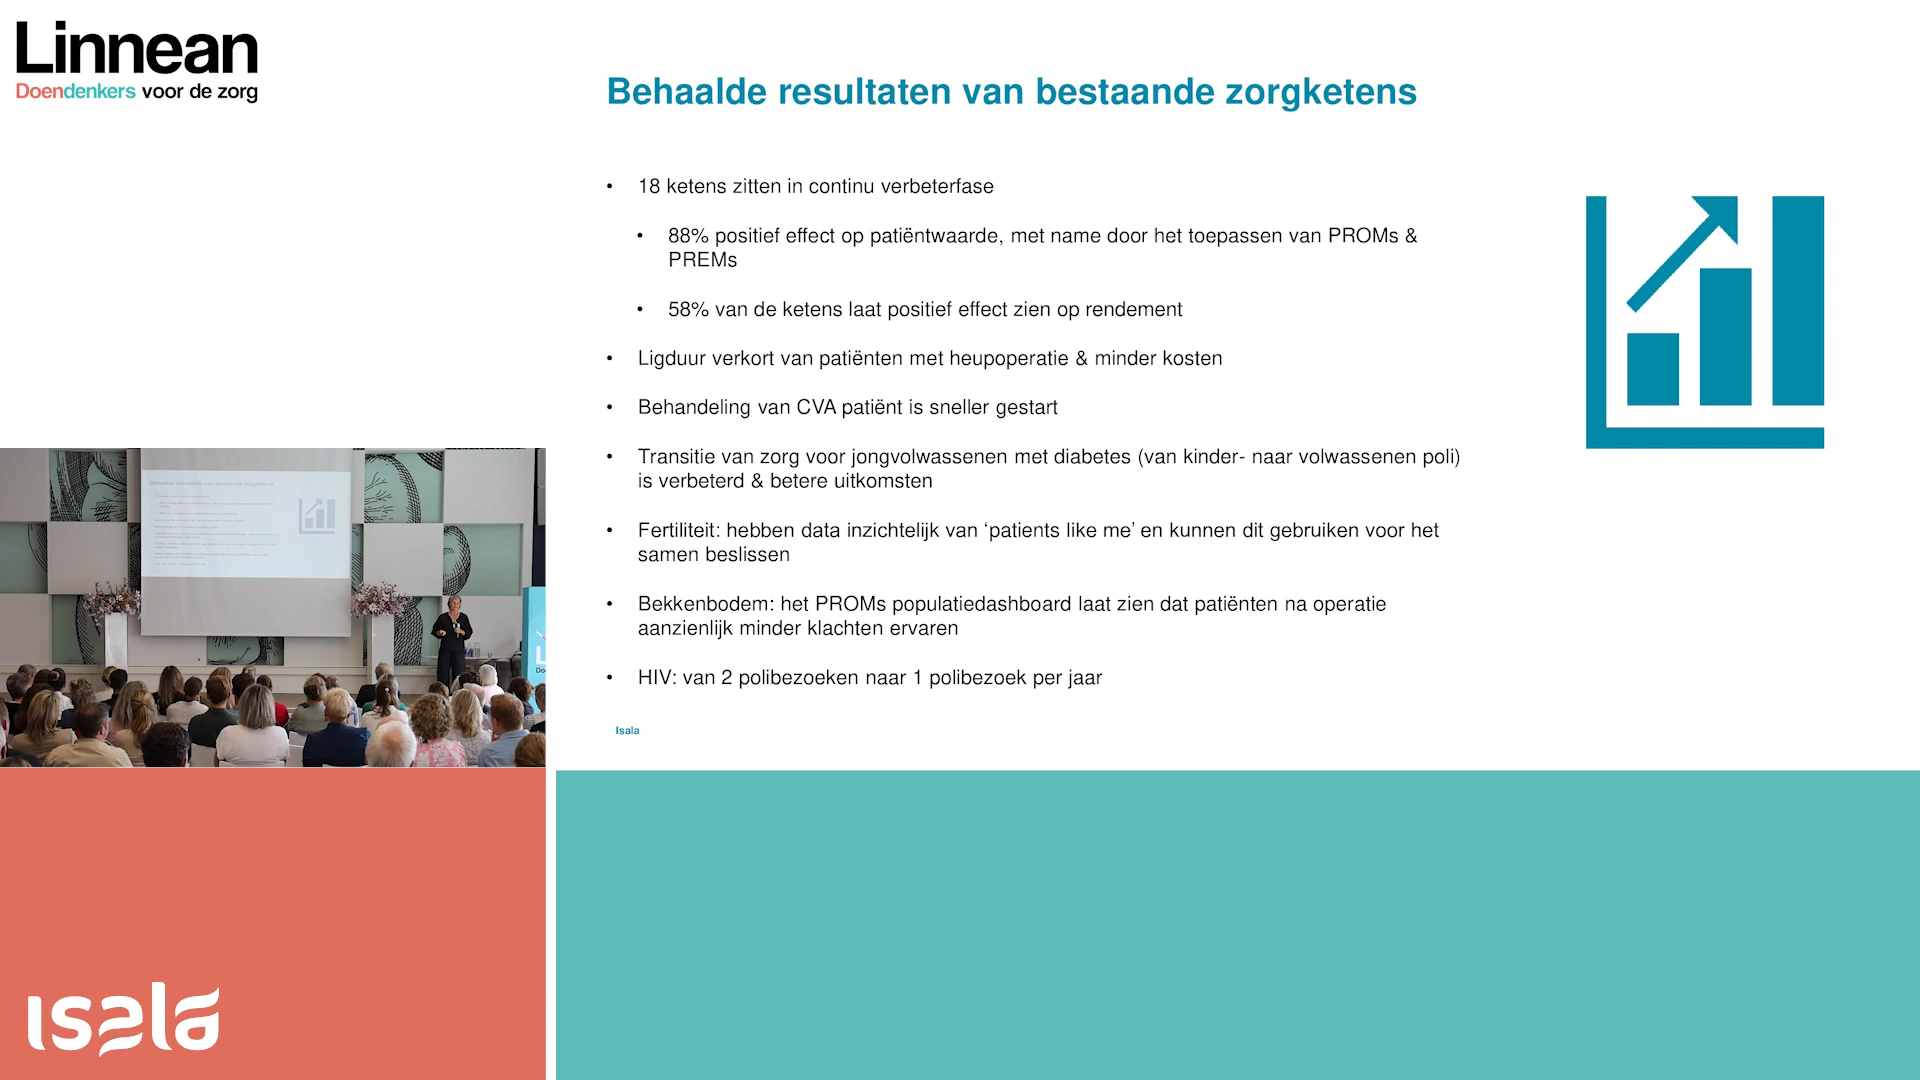 Linnean
Doendenkers voor de zorg
Behaalde resultaten van bestaande zorgketens
• 18 ketens zitten in continu verbeterfase
• 88% positief effect op patiëntwaarde, met name door het toepassen van PROMs &
PREMs
• 58% van de ketens laat positief effect zien op rendement
• Ligduur verkort van patiënten met heupoperatie & minder kosten
• Behandeling van CVA patiënt is sneller gestart
• Transitie van zorg voor jongvolwassenen met diabetes (van kinder- naar volwassenen poli)
is verbeterd & betere uitkomsten
• Fertiliteit: hebben data inzichtelijk van ‘patients like me’ en kunnen dit gebruiken voor het
samen beslissen
• Bekkenbodem: het PROMs populatiedashboard laat zien dat patiënten na operatie
aanzienlijk minder klachten ervaren
• HIV: van 2 polibezoeken naar 1 polibezoek per jaar
Isala
Behaalde resultaten van bestaande zorgketens
isala